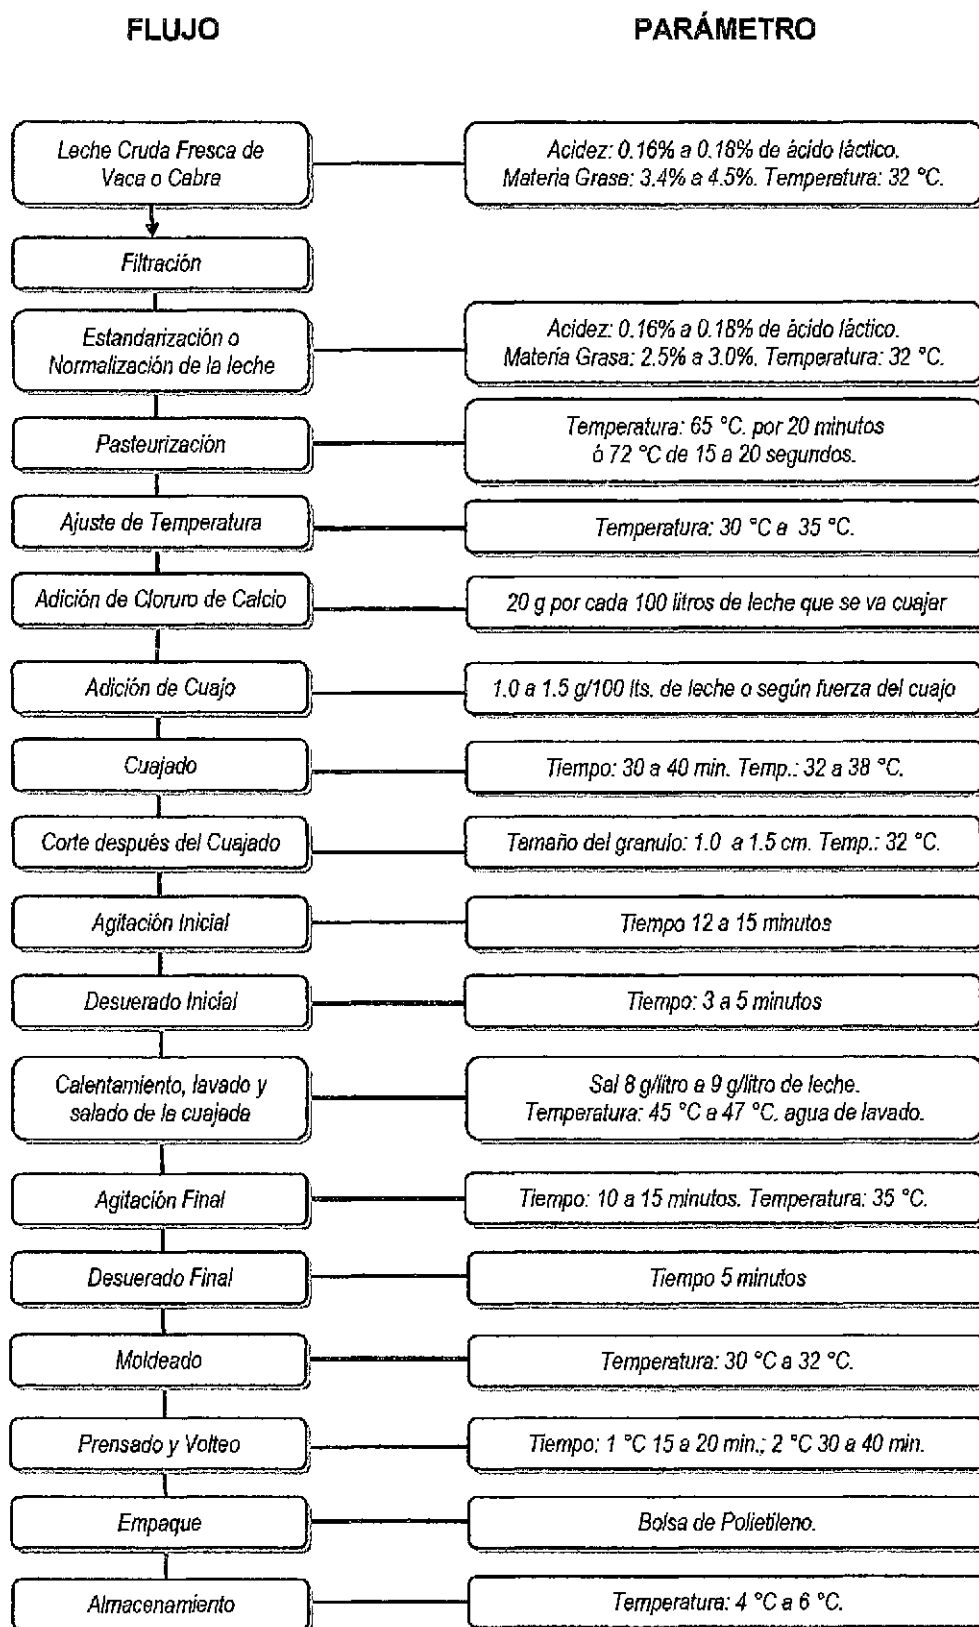 FLUJO PARÁMETRO
Leche Cruda Fresca de
Vaca o Cabra
Acidez: 0.16% a 0.18% de ácido láctico.
Materia Grasa: 3.4% a 4.5%. Temperatura: 32 °C.
Filtración
Estandarización o
Normalización de la leche
Acidez: 0.16% a 0.18% de ácido láctico.
Materia Grasa: 2.5% a 3.0%. Temperatura: 32 °C.
Pasteurización
Temperatura: 65 °C. por 20 minutos
ó 72 °C de 15 a 20 segundos.
Ajuste de Temperatura
Temperatura: 30 °C a 35 °C.
Adición de Cloruro de Calcio
20 g por cada 100 litros de leche que se va cuajar
Adición de Cuajo
1.0 a 1.5 g/100 lts. de leche o según fuerza del cuajo
Cuajado
Tiempo: 30 a 40 min. Temp.: 32 a 38 °C.
Corte después del Cuajado
Tamaño del granulo: 1.0 a 1.5 cm. Temp.: 32 °C.
Agitación Inicial
Tiempo 12 a 15 minutos
Desuerado Inicial
Tiempo: 3 a 5 minutos
Calentamiento, lavado y
salado de la cuajada
Sal 8 g/litro a 9 g/litro de leche.
Temperatura: 45 °C a 47 °C. agua de lavado.
Agitación Final
Tiempo: 10 a 15 minutos. Temperatura: 35 °C.
Desuerado Final
Tiempo 5 minutos
Moldeado
Temperatura: 30 °C a 32 °C.
Prensado y Volteo
Tiempo: 1 °C 15 a 20 min.; 2 °C 30 a 40 min.
Empaque
Bolsa de Polietileno.
Almacenamiento
Temperatura: 4 °C a 6 °C.